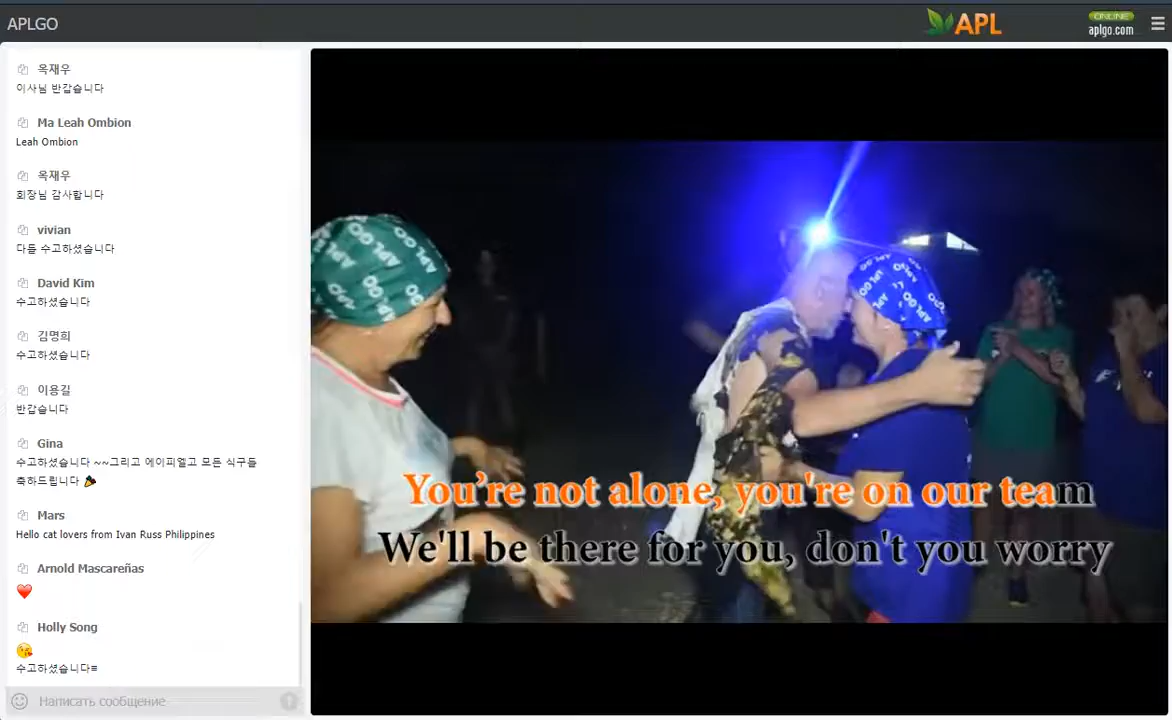 APLGO
APL
ONLINE
aplgo.com
옥재우
이사님 반갑습니다
Ma Leah Ombion
Leah Ombion
옥재우
회장님 감사합니다
vivian
다들 수고하셨습니다
David Kim
수고하셨습니다
김명희
수고하셨습니다
이용길
반갑습니다
Gina
수고하셨습니다 ~~그리고 에이피엘고 모든 식구들
축하드립니다 🎉
Mars
Hello cat lovers from Ivan Russ Philippines
Arnold Mascareñas
❤️
Holly Song
😘
수고하셨습니다=
Написать сообщение
APLGO
APLGO
APLGO
APLGO
You're not alone, you're on our team
We'll be there for you, don't you worry